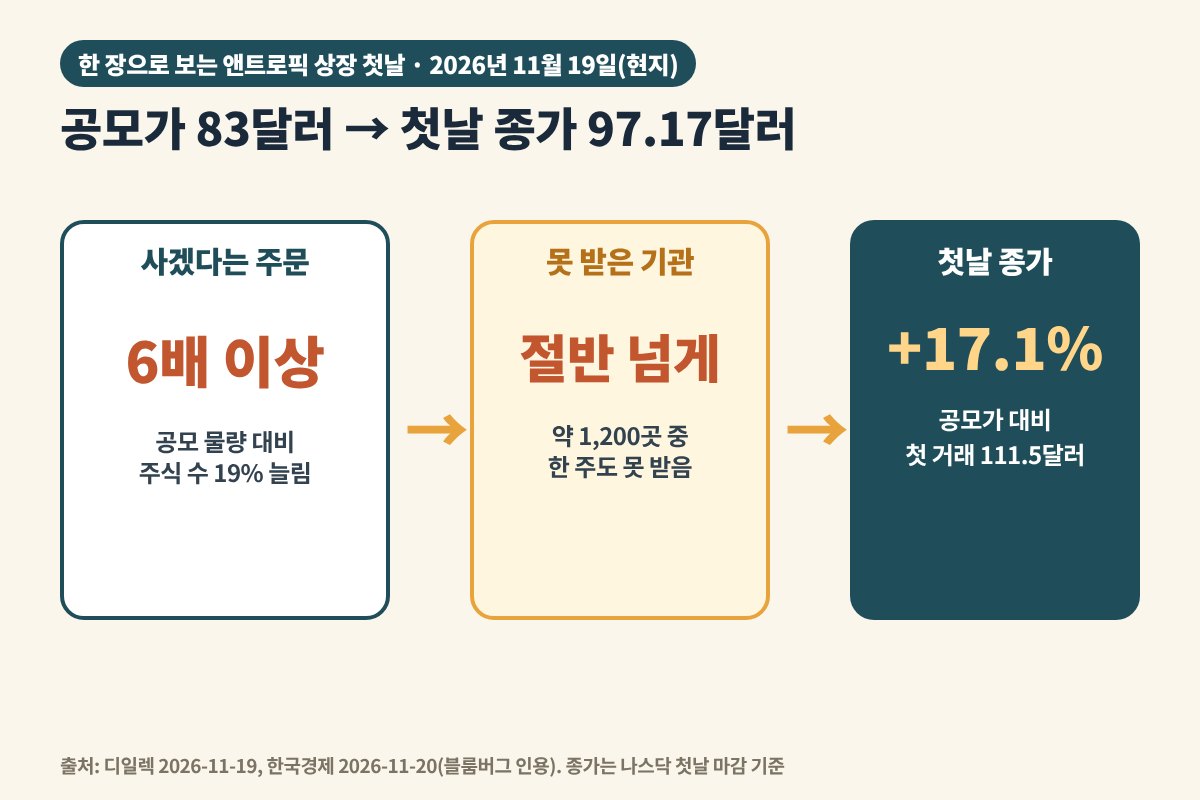 한 장으로 보는 앤트로픽 상장 첫날 · 2026년 11월 19일(현지)
공모가 83달러 → 첫날 종가 97.17달러
사겠다는 주문
6배 이상
공모 물량 대비
주식 수 19% 늘림
→
못 받은 기관
절반 넘게
약 1,200곳 중
한 주도 못 받음
→
첫날 종가
+17.1%
공모가 대비
첫 거래 111.5달러
출처: 디일렉 2026-11-19, 한국경제 2026-11-20(블룸버그 인용). 종가는 나스닥 첫날 마감 기준